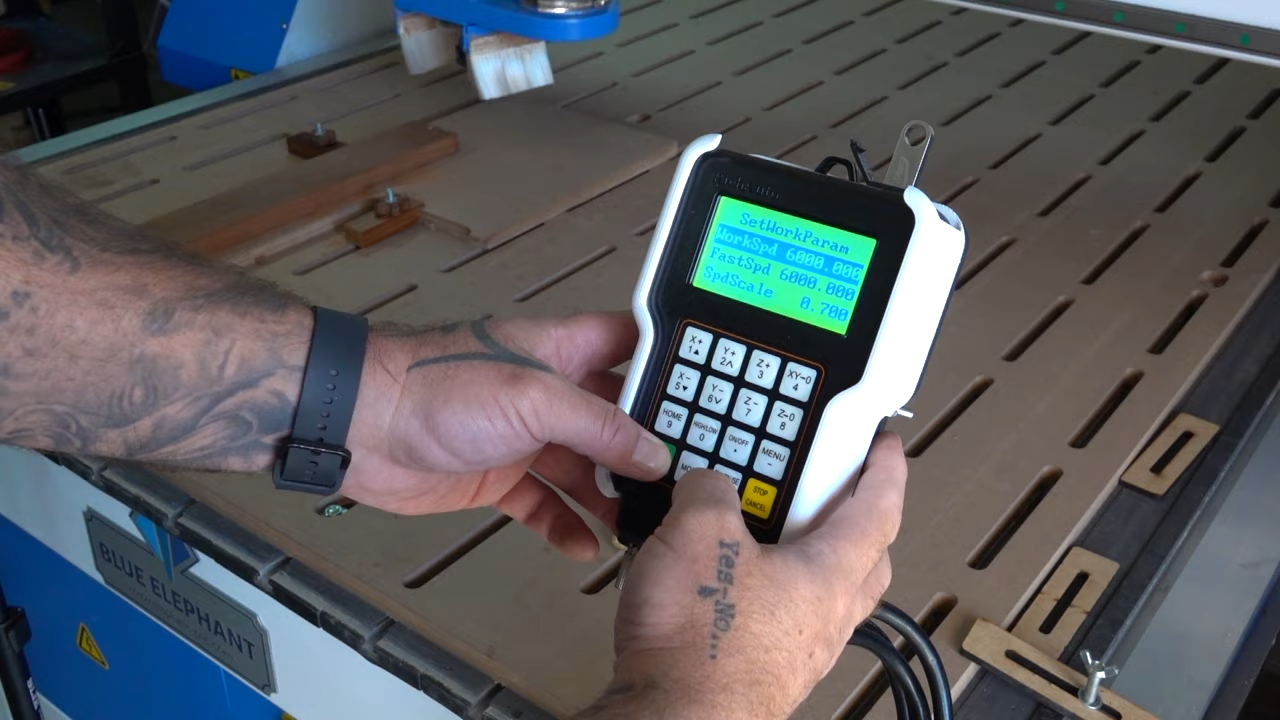 SetWorkParam
WorkSpd 6000.000
FastSpd 6000.000
SpdScale 0.700
X+ Y+ Z+ XY-0
1▲ 2∧ 3 4
X- Y- Z- Z-0
5▼ 6∨ 7 8
HOME HIGH/LOW ON/OFF MENU
9 0 . -
STOP
CANCEL
BLUE ELEPHANT
Yes-No...